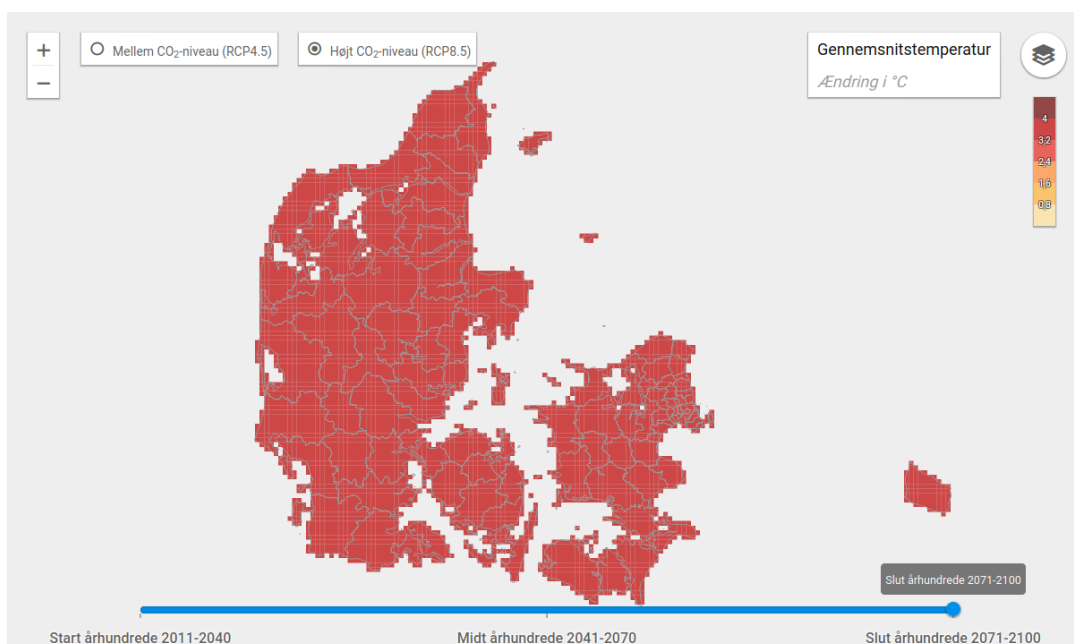 +
−
Mellem CO₂-niveau (RCP4.5)
Højt CO₂-niveau (RCP8.5)
Gennemsnitstemperatur
Ændring i °C
4
3,2
2,4
1,6
0,8
Slut århundrede 2071-2100
Start århundrede 2011-2040
Midt århundrede 2041-2070
Slut århundrede 2071-2100